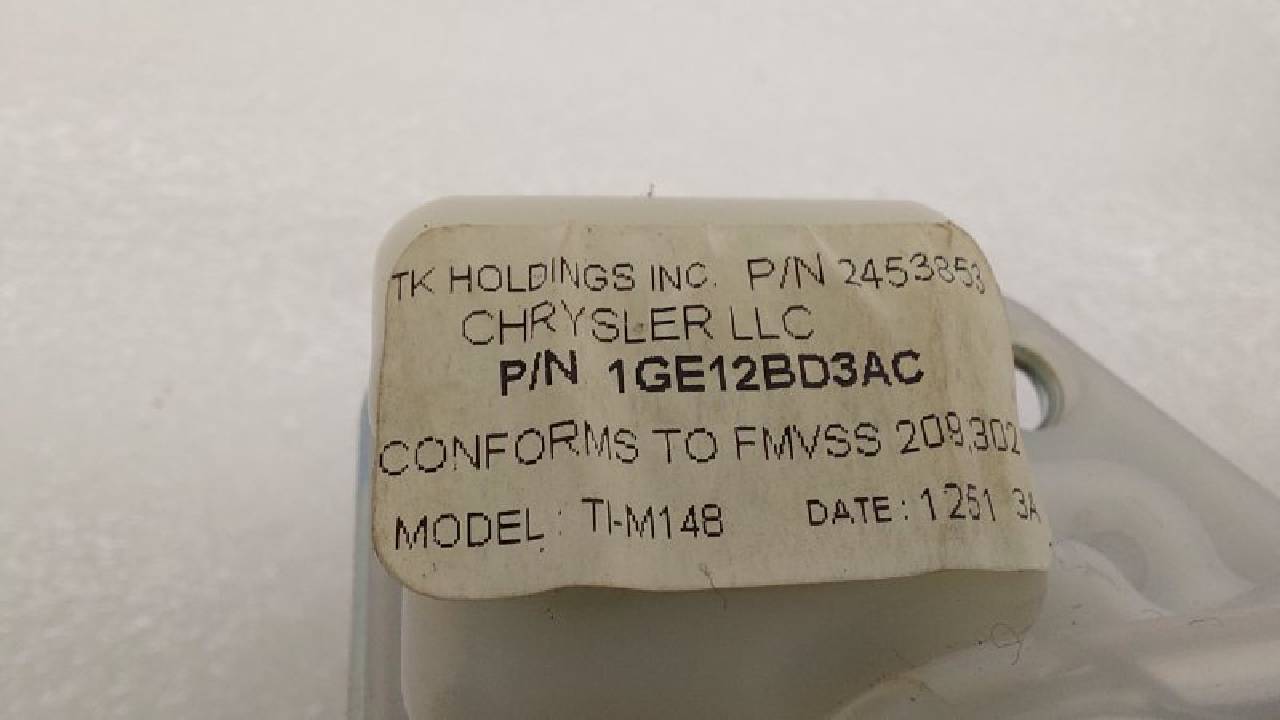 TK HOLDINGS INC. P/N 2453853
CHRYSLER LLC
P/N 1GE12BD3AC
CONFORMS TO FMVSS 209,302
MODEL: TI-M148 DATE: 1251 3A